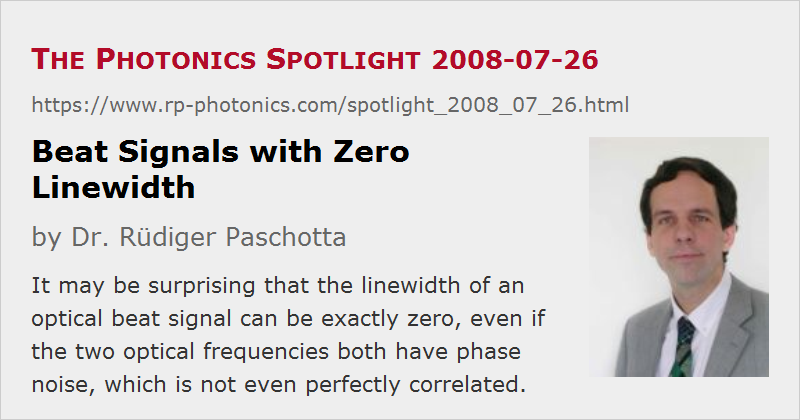 The Photonics Spotlight 2008-07-26
https://www.rp-photonics.com/spotlight_2008_07_26.html
Beat Signals with Zero
Linewidth
by Dr. Rüdiger Paschotta
It may be surprising that the linewidth of an
optical beat signal can be exactly zero, even if
the two optical frequencies both have phase
noise, which is not even perfectly correlated.